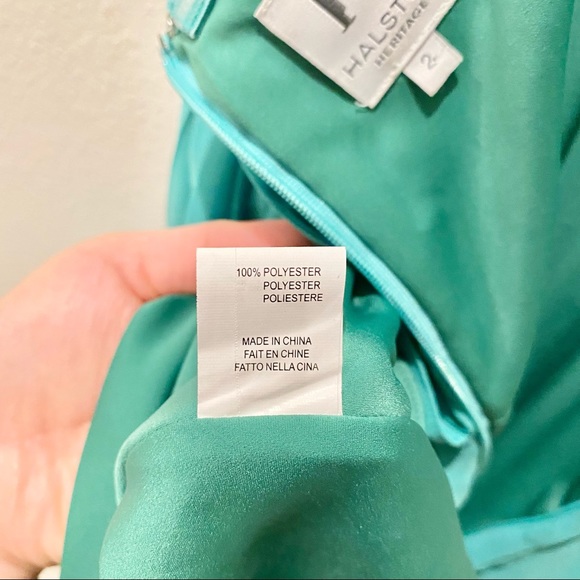 HALST
HERITAGE
2
100% POLYESTER
POLYESTER
POLIESTERE
MADE IN CHINA
FAIT EN CHINE
FATTO NELLA CINA